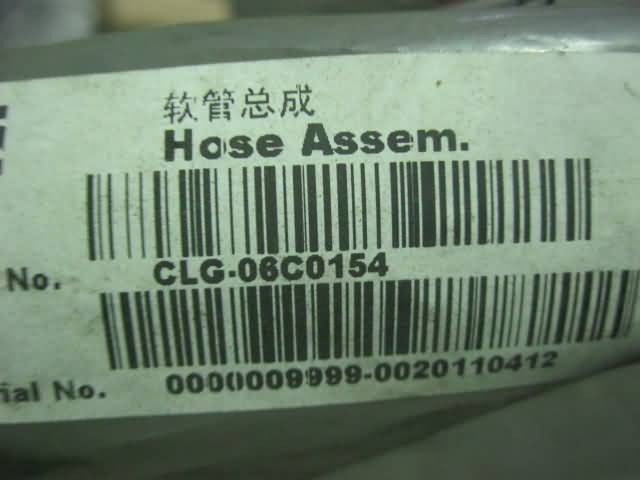 软管总成
Hose Assem.
No. CLG-06C0154
ial No. 0000009999-0020110412